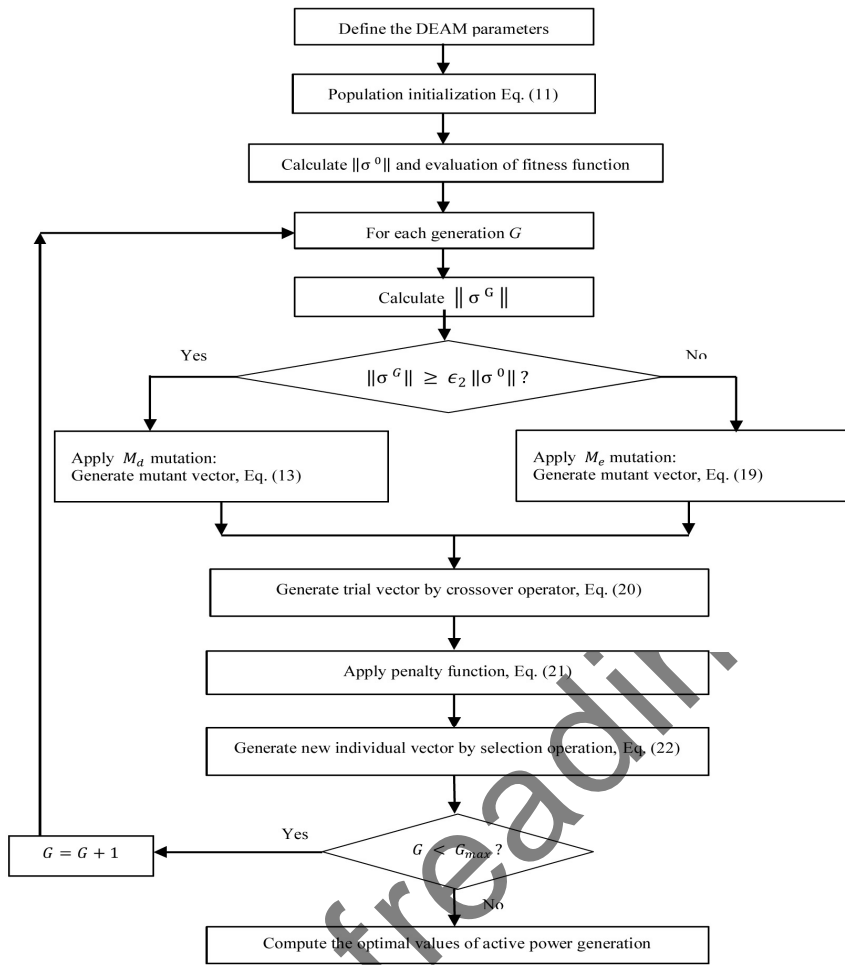 Define the DEAM parameters
Population initialization Eq. (11)
Calculate ‖σ⁰‖ and evaluation of fitness function
For each generation G
Calculate ‖ σ ᴳ ‖
Yes
No
‖σ ᴳ‖ ≥ ϵ₂ ‖σ⁰‖ ?
Apply M_d mutation:
Generate mutant vector, Eq. (13)
Apply M_e mutation:
Generate mutant vector, Eq. (19)
Generate trial vector by crossover operator, Eq. (20)
Apply penalty function, Eq. (21)
Generate new individual vector by selection operation, Eq, (22)
Yes
G < G_max ?
G = G + 1
No
Compute the optimal values of active power generation
freadin